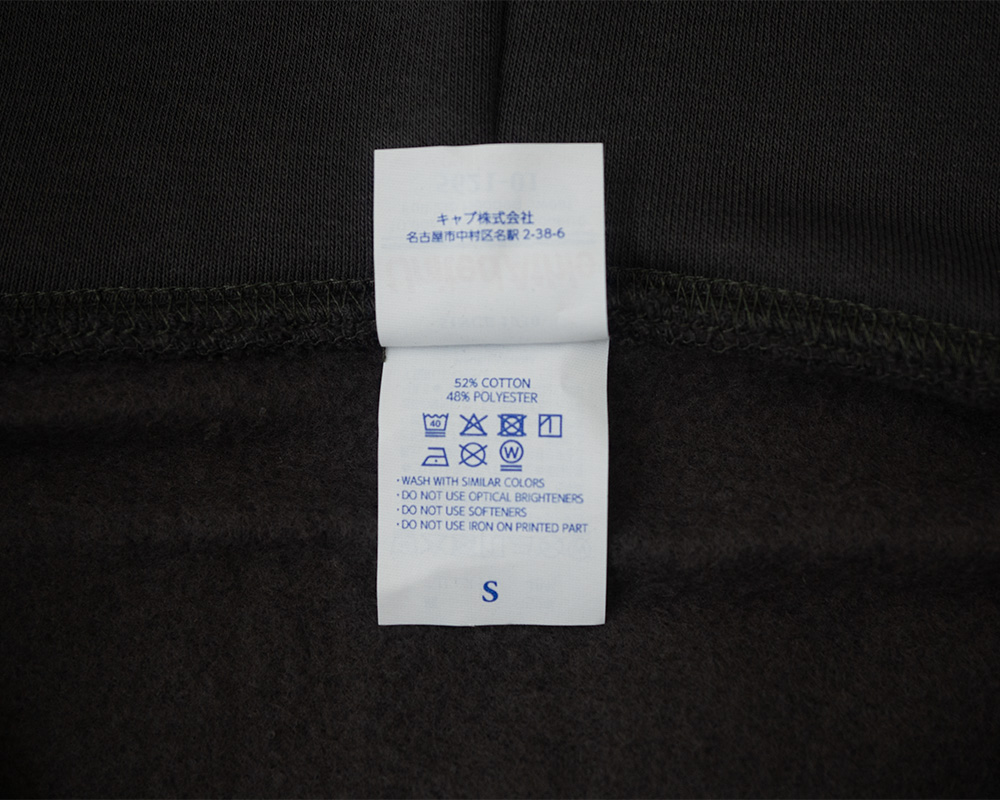 キャブ株式会社
名古屋市中村区名駅 2-38-6
52% COTTON
48% POLYESTER
40
W
・WASH WITH SIMILAR COLORS
・DO NOT USE OPTICAL BRIGHTENERS
・DO NOT USE SOFTENERS
・DO NOT USE IRON ON PRINTED PART
S